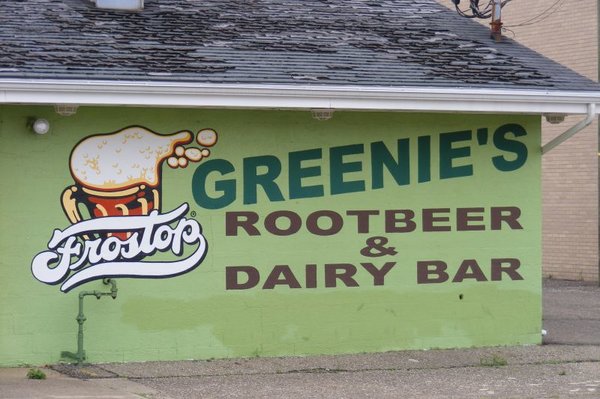 GREENIE'S
Frostop®
ROOTBEER
&
DAIRY BAR